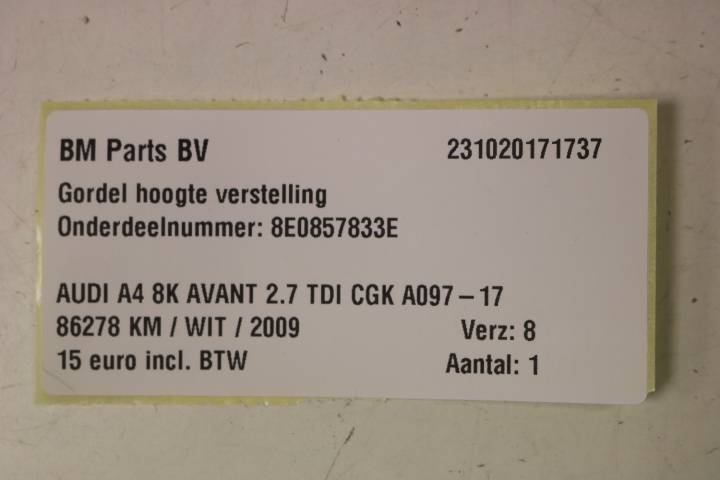 BM Parts BV 231020171737
Gordel hoogte verstelling
Onderdeelnummer: 8E0857833E
AUDI A4 8K AVANT 2.7 TDI CGK A097 – 17
86278 KM / WIT / 2009 Verz: 8
15 euro incl. BTW Aantal: 1